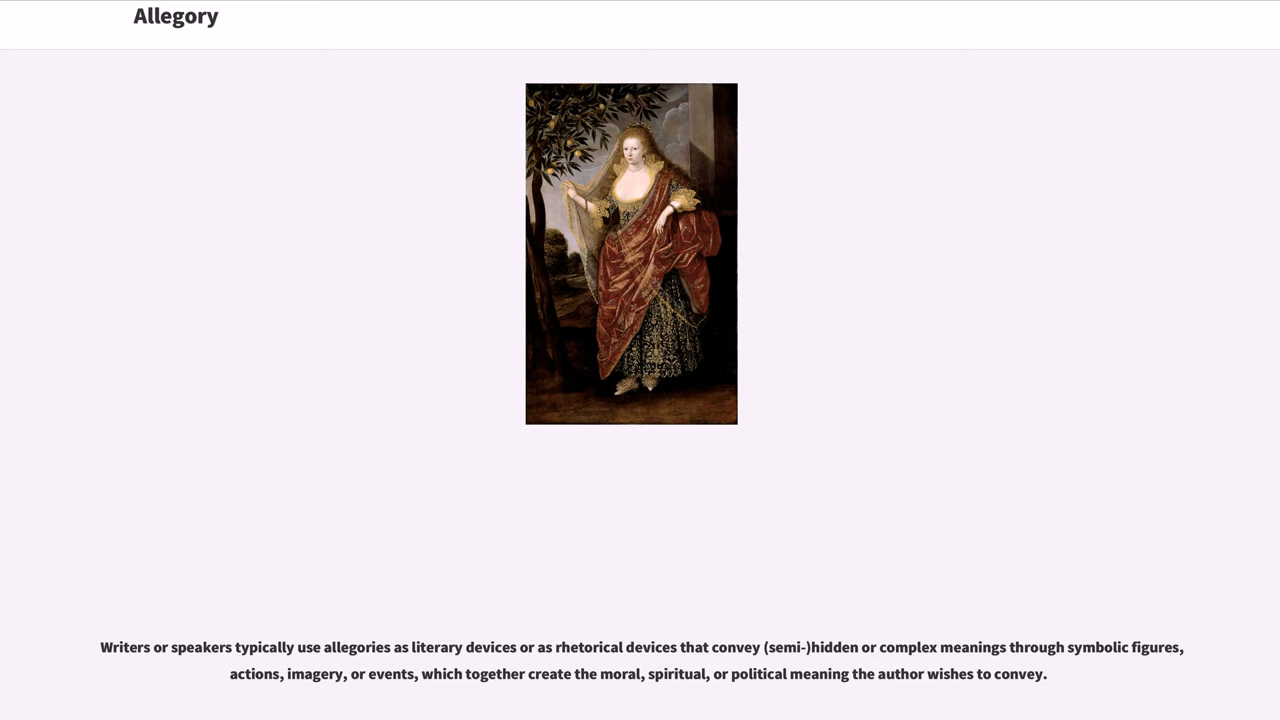 Allegory
Writers or speakers typically use allegories as literary devices or as rhetorical devices that convey (semi-)hidden or complex meanings through symbolic figures,
actions, imagery, or events, which together create the moral, spiritual, or political meaning the author wishes to convey.